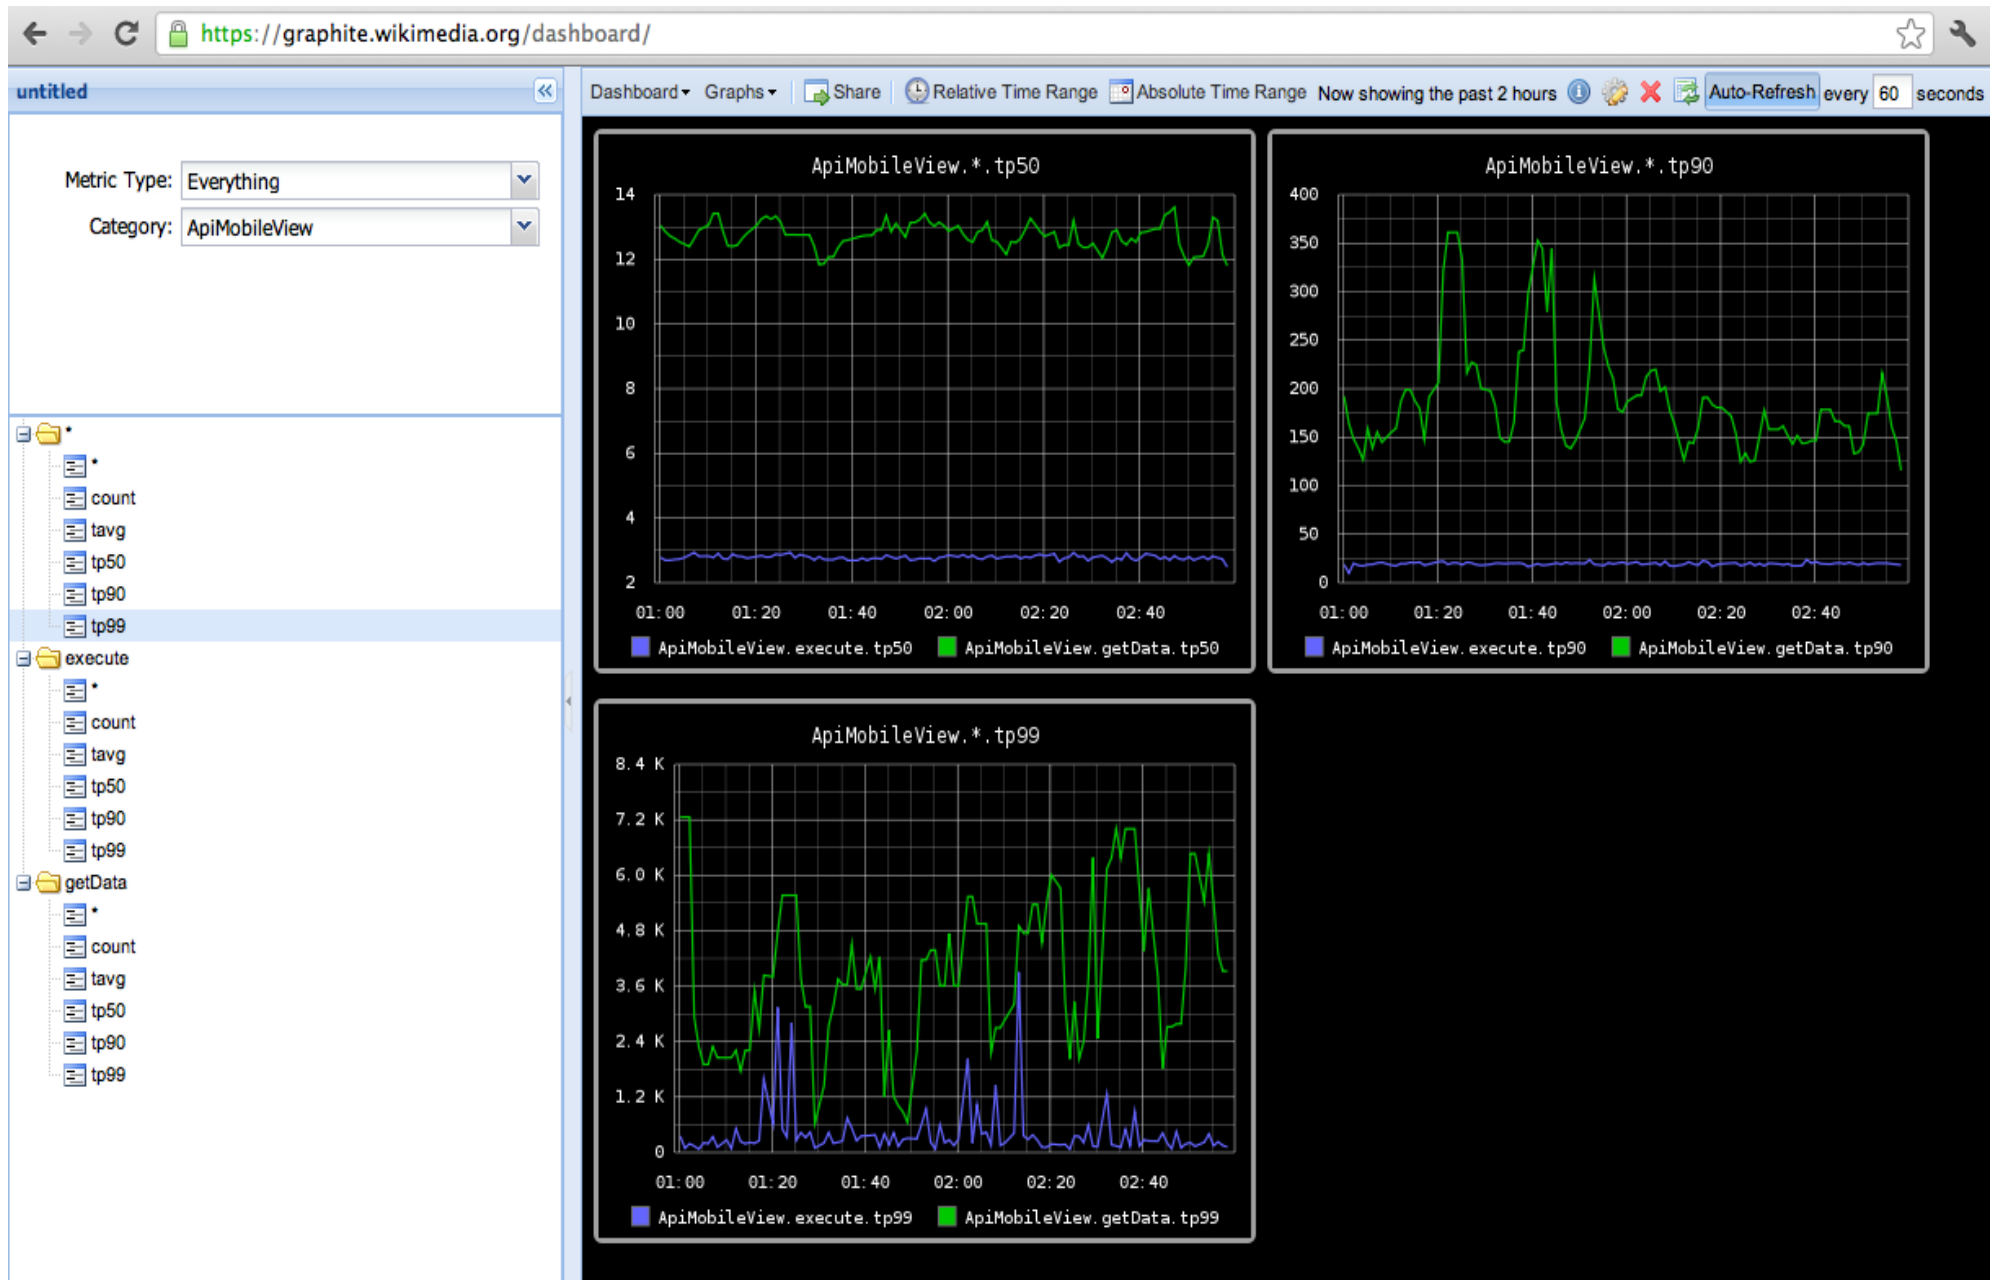 https://graphite.wikimedia.org/dashboard/
untitled
Dashboard Graphs Share Relative Time Range Absolute Time Range Now showing the past 2 hours Auto-Refresh every 60 seconds
Metric Type: Everything
Category: ApiMobileView
*
*
count
tavg
tp50
tp90
tp99
execute
*
count
tavg
tp50
tp90
tp99
getData
*
count
tavg
tp50
tp90
tp99
ApiMobileView.*.tp50
14
12
10
8
6
4
2
01:00 01:20 01:40 02:00 02:20 02:40
ApiMobileView.execute.tp50 ApiMobileView.getData.tp50
ApiMobileView.*.tp90
400
350
300
250
200
150
100
50
0
01:00 01:20 01:40 02:00 02:20 02:40
ApiMobileView.execute.tp90 ApiMobileView.getData.tp90
ApiMobileView.*.tp99
8.4 K
7.2 K
6.0 K
4.8 K
3.6 K
2.4 K
1.2 K
0
01:00 01:20 01:40 02:00 02:20 02:40
ApiMobileView.execute.tp99 ApiMobileView.getData.tp99